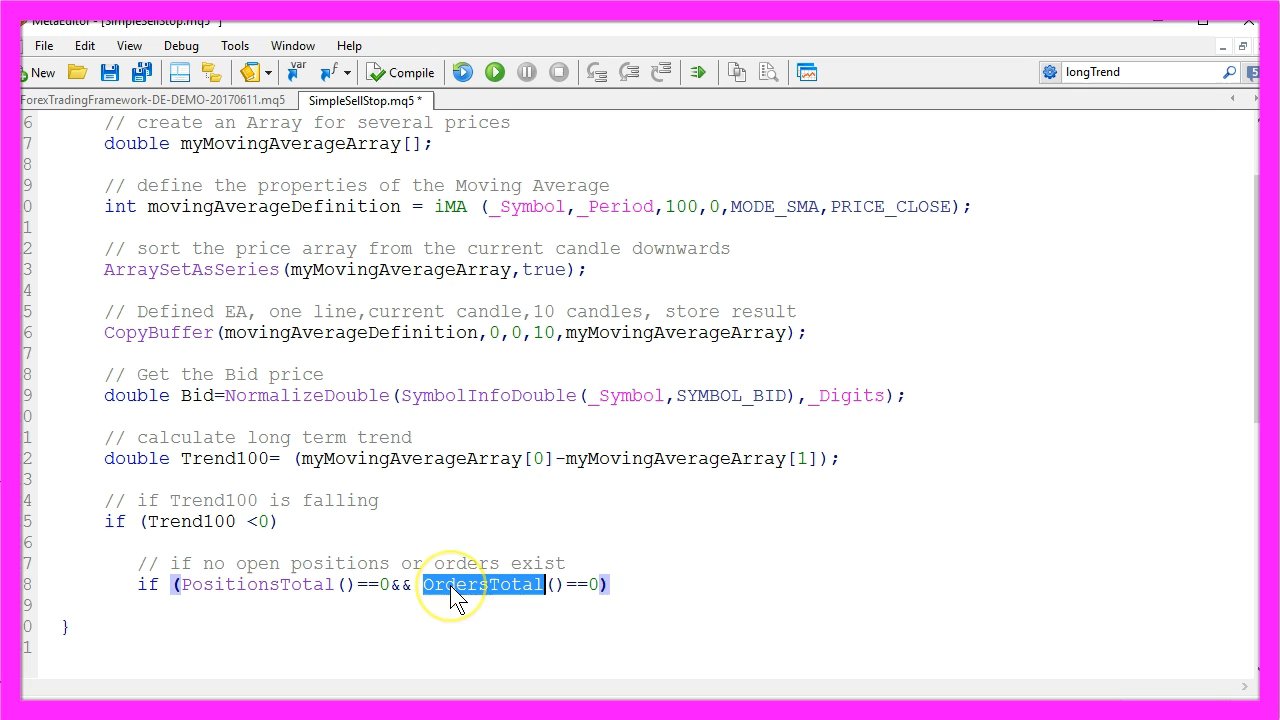 MetaEditor - [SimpleSellStop.mq5 * ]
File Edit View Debug Tools Window Help
New var f Compile longTrend 5
ForexTradingFramework-DE-DEMO-20170611.mq5 SimpleSellStop.mq5 *
6 // create an Array for several prices
7 double myMovingAverageArray[];
8
9 // define the properties of the Moving Average
0 int movingAverageDefinition = iMA (_Symbol,_Period,100,0,MODE_SMA,PRICE_CLOSE);
1
2 // sort the price array from the current candle downwards
3 ArraySetAsSeries(myMovingAverageArray,true);
4
5 // Defined EA, one line,current candle,10 candles, store result
6 CopyBuffer(movingAverageDefinition,0,0,10,myMovingAverageArray);
7
8 // Get the Bid price
9 double Bid=NormalizeDouble(SymbolInfoDouble(_Symbol,SYMBOL_BID),_Digits);
0
1 // calculate long term trend
2 double Trend100= (myMovingAverageArray[0]-myMovingAverageArray[1]);
3
4 // if Trend100 is falling
5 if (Trend100 <0)
6
7 // if no open positions or orders exist
8 if (PositionsTotal()==0&& OrdersTotal()==0)
9
0 }
1